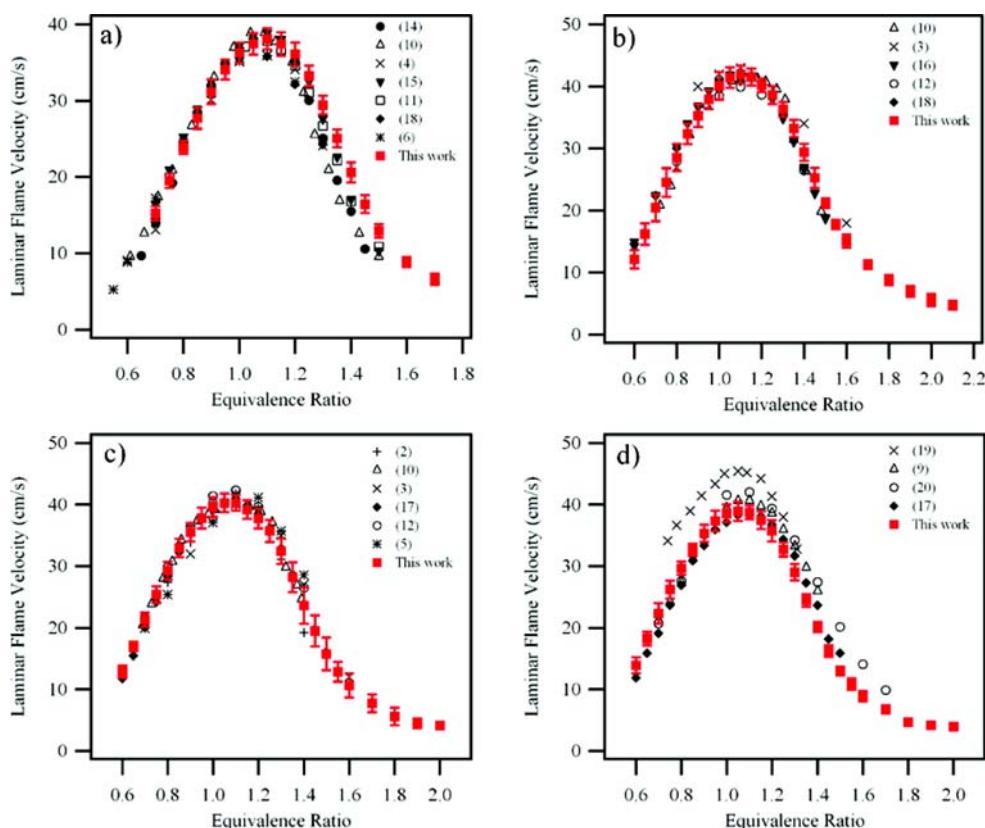 a)
(14)
(10)
(4)
(15)
(11)
(18)
(6)
This work
40
30
20
10
0
Laminar Flame Velocity (cm/s)
0.6 0.8 1.0 1.2 1.4 1.6 1.8
Equivalence Ratio
b)
(10)
(3)
(16)
(12)
(18)
This work
50
40
30
20
10
0
Laminar Flame Velocity (cm/s)
0.6 0.8 1.0 1.2 1.4 1.6 1.8 2.0 2.2
Equivalence Ratio
c)
(2)
(10)
(3)
(17)
(12)
(5)
This work
50
40
30
20
10
0
Laminar Flame Velocity (cm/s)
0.6 0.8 1.0 1.2 1.4 1.6 1.8 2.0
Equivalence Ratio
d)
(19)
(9)
(20)
(17)
This work
50
40
30
20
10
0
Laminar Flame Velocity (cm/s)
0.6 0.8 1.0 1.2 1.4 1.6 1.8 2.0
Equivalence Ratio